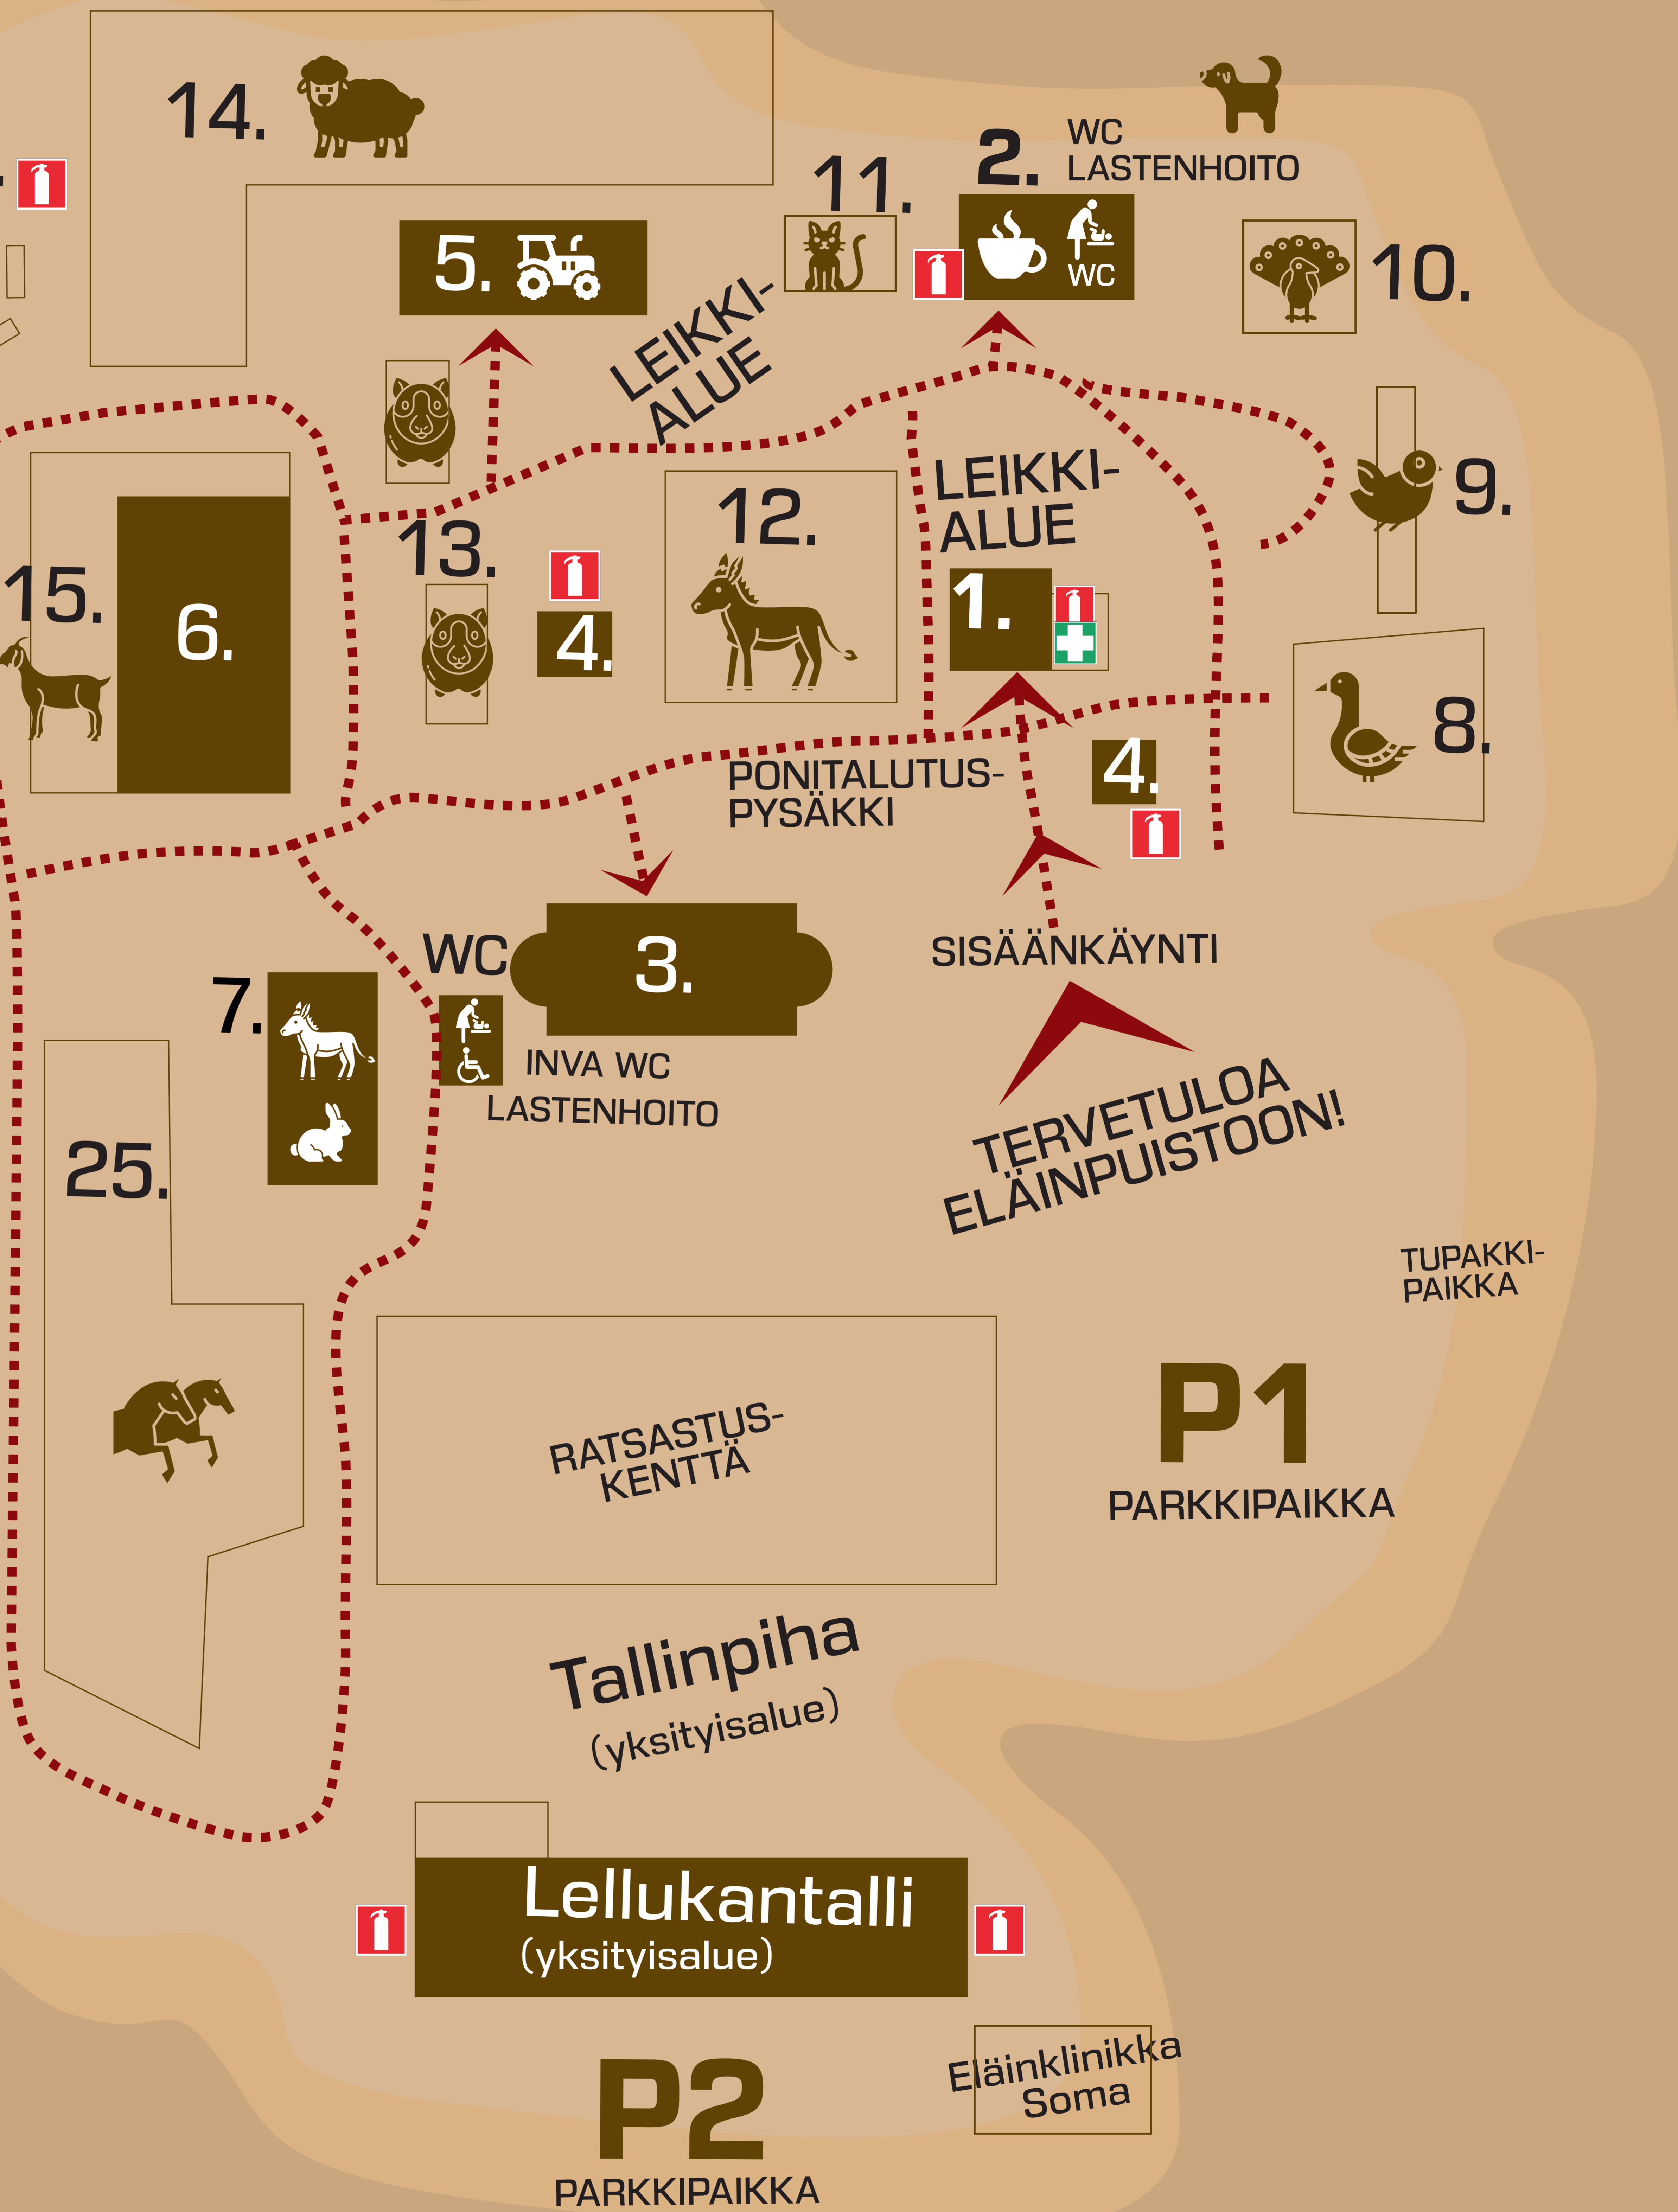 14.
2.
WC
LASTENHOITO
11.
5.
WC
10.
LEIKKI-
ALUE
9.
LEIKKI-
ALUE
12.
13.
15.
6.
4.
1.
8.
PONITALUTUS-
PYSÄKKI
4.
WC
3.
SISÄÄNKÄYNTI
7.
INVA WC
LASTENHOITO
TERVETULOA
ELÄINPUISTOON!
25.
TUPAKKI-
PAIKKA
P1
PARKKIPAIKKA
RATSASTUS-
KENTTÄ
Tallinpiha
(yksityisalue)
Lellukantalli
(yksityisalue)
Eläinklinikka
Soma
P2
PARKKIPAIKKA